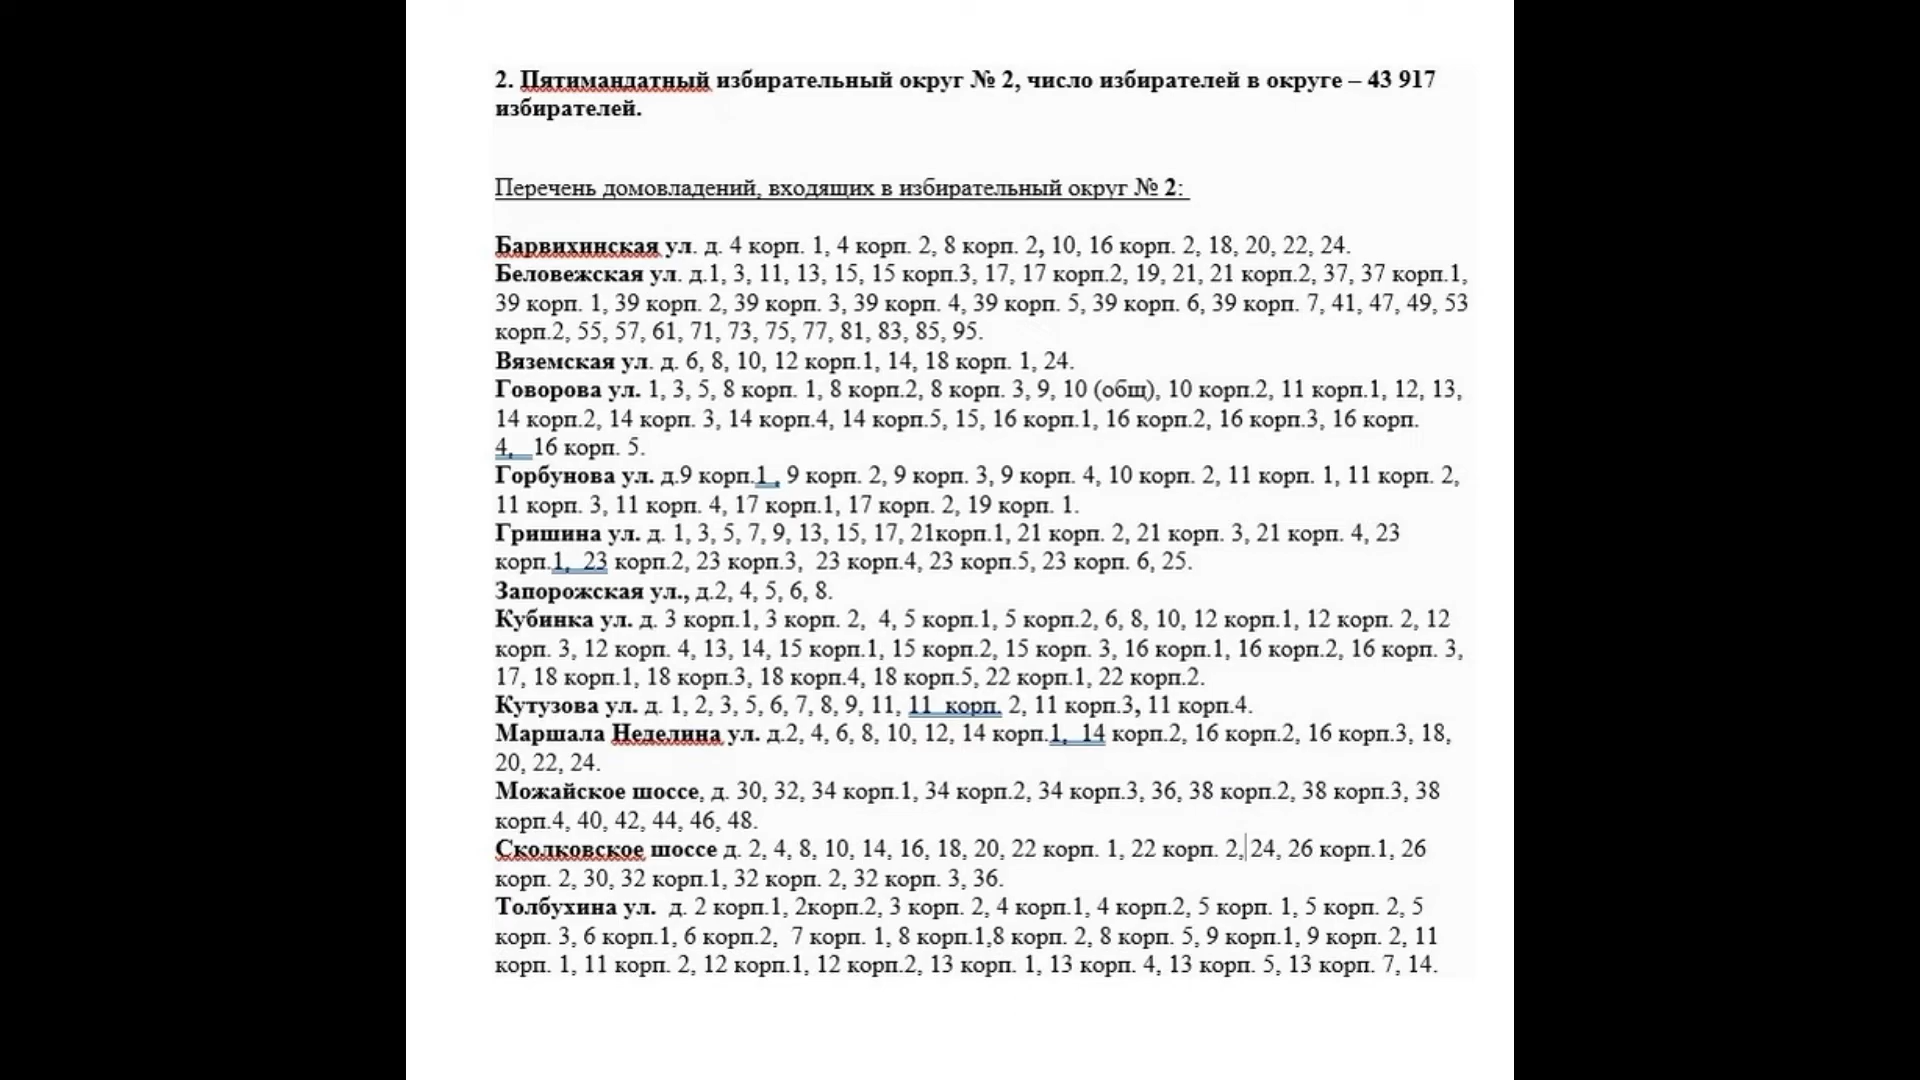 2. Пятимандатный избирательный округ № 2, число избирателей в округе – 43 917
избирателей.
Перечень домовладений, входящих в избирательный округ № 2:
Барвихинская ул. д. 4 корп. 1, 4 корп. 2, 8 корп. 2, 10, 16 корп. 2, 18, 20, 22, 24.
Беловежская ул. д.1, 3, 11, 13, 15, 15 корп.3, 17, 17 корп.2, 19, 21, 21 корп.2, 37, 37 корп.1,
39 корп. 1, 39 корп. 2, 39 корп. 3, 39 корп. 4, 39 корп. 5, 39 корп. 6, 39 корп. 7, 41, 47, 49, 53
корп.2, 55, 57, 61, 71, 73, 75, 77, 81, 83, 85, 95.
Вяземская ул. д. 6, 8, 10, 12 корп.1, 14, 18 корп. 1, 24.
Говорова ул. 1, 3, 5, 8 корп. 1, 8 корп.2, 8 корп. 3, 9, 10 (общ), 10 корп.2, 11 корп.1, 12, 13,
14 корп.2, 14 корп. 3, 14 корп.4, 14 корп.5, 15, 16 корп.1, 16 корп.2, 16 корп.3, 16 корп.
4, 16 корп. 5.
Горбунова ул. д.9 корп.1 , 9 корп. 2, 9 корп. 3, 9 корп. 4, 10 корп. 2, 11 корп. 1, 11 корп. 2,
11 корп. 3, 11 корп. 4, 17 корп.1, 17 корп. 2, 19 корп. 1.
Гришина ул. д. 1, 3, 5, 7, 9, 13, 15, 17, 21корп.1, 21 корп. 2, 21 корп. 3, 21 корп. 4, 23
корп.1, 23 корп.2, 23 корп.3, 23 корп.4, 23 корп.5, 23 корп. 6, 25.
Запорожская ул., д.2, 4, 5, 6, 8.
Кубинка ул. д. 3 корп.1, 3 корп. 2, 4, 5 корп.1, 5 корп.2, 6, 8, 10, 12 корп.1, 12 корп. 2, 12
корп. 3, 12 корп. 4, 13, 14, 15 корп.1, 15 корп.2, 15 корп. 3, 16 корп.1, 16 корп.2, 16 корп. 3,
17, 18 корп.1, 18 корп.3, 18 корп.4, 18 корп.5, 22 корп.1, 22 корп.2.
Кутузова ул. д. 1, 2, 3, 5, 6, 7, 8, 9, 11, 11 корп. 2, 11 корп.3, 11 корп.4.
Маршала Неделина ул. д.2, 4, 6, 8, 10, 12, 14 корп.1, 14 корп.2, 16 корп.2, 16 корп.3, 18,
20, 22, 24.
Можайское шоссе, д. 30, 32, 34 корп.1, 34 корп.2, 34 корп.3, 36, 38 корп.2, 38 корп.3, 38
корп.4, 40, 42, 44, 46, 48.
Сколковское шоссе д. 2, 4, 8, 10, 14, 16, 18, 20, 22 корп. 1, 22 корп. 2, 24, 26 корп.1, 26
корп. 2, 30, 32 корп.1, 32 корп. 2, 32 корп. 3, 36.
Толбухина ул. д. 2 корп.1, 2корп.2, 3 корп. 2, 4 корп.1, 4 корп.2, 5 корп. 1, 5 корп. 2, 5
корп. 3, 6 корп.1, 6 корп.2, 7 корп. 1, 8 корп.1,8 корп. 2, 8 корп. 5, 9 корп.1, 9 корп. 2, 11
корп. 1, 11 корп. 2, 12 корп.1, 12 корп.2, 13 корп. 1, 13 корп. 4, 13 корп. 5, 13 корп. 7, 14.